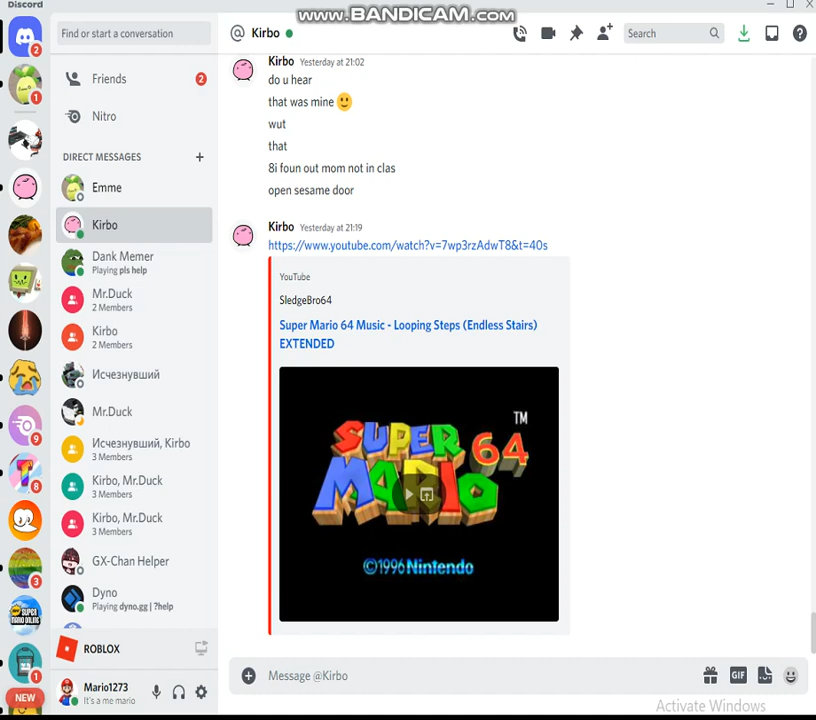 Discord
www.BANDICAM.com
Find or start a conversation
@ Kirbo
Search
2
1
Friends
2
Nitro
DIRECT MESSAGES
+
Emme
Kirbo
Dank Memer
Playing pls help
Mr.Duck
2 Members
Kirbo
2 Members
Исчезнувший
Mr.Duck
Исчезнувший, Kirbo
3 Members
Kirbo, Mr.Duck
3 Members
Kirbo, Mr.Duck
3 Members
GX-Chan Helper
Dyno
Playing dyno.gg | ?help
9
8
3
1
NEW
ROBLOX
Mario1273
It's a me mario
Kirbo Yesterday at 21:02
do u hear
that was mine
wut
that
8i foun out mom not in clas
open sesame door
Kirbo Yesterday at 21:19
https://www.youtube.com/watch?v=7wp3rzAdwT8&t=40s
YouTube
SledgeBro64
Super Mario 64 Music - Looping Steps (Endless Stairs)
EXTENDED
SUPER
MARIO
64
TM
©1996 Nintendo
Message @Kirbo
GIF
Activate Windows